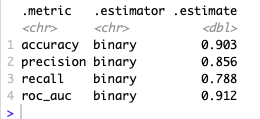 .metric .estimator .estimate
<chr> <chr> <dbl>
1 accuracy binary 0.903
2 precision binary 0.856
3 recall binary 0.788
4 roc_auc binary 0.912
>